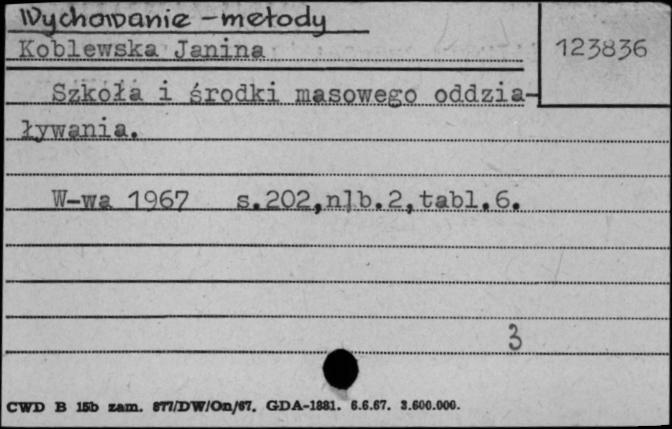 Wychowanie - metody
Koblewska Janina
123836
Szkoła i środki masowego oddzia-
ływania.
W-wa 1967 s.202,nlb.2,tabl.6.
3
CWD B 15b zam. 877/DW/On/67. GDA-1881. 6.6.67. 3.600.000.